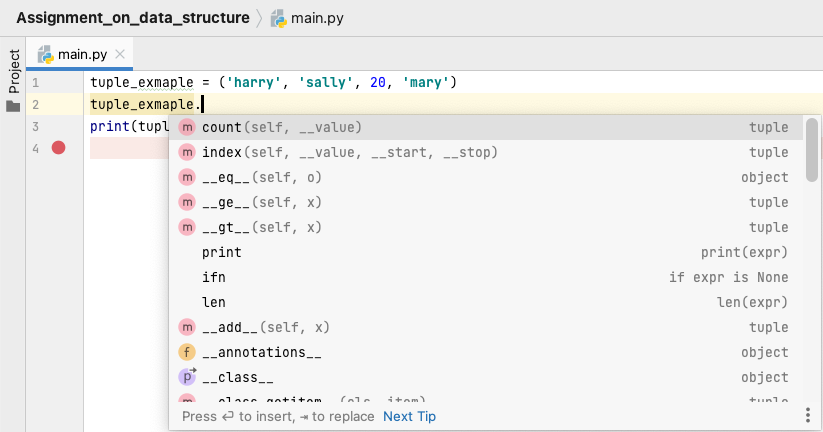 Assignment_on_data_structure main.py
Project
main.py
1 tuple_exmaple = ('harry', 'sally', 20, 'mary')
2 tuple_exmaple.
3 print(tupl
4
m count(self, __value) tuple
m index(self, __value, __start, __stop) tuple
m __eq__(self, o) object
m __ge__(self, x) tuple
m __gt__(self, x) tuple
print print(expr)
ifn if expr is None
len len(expr)
m __add__(self, x) tuple
f __annotations__ object
p __class__ object
m __class_getitem__(cls, item) tuple
Press ↵ to insert, ⇥ to replace Next Tip